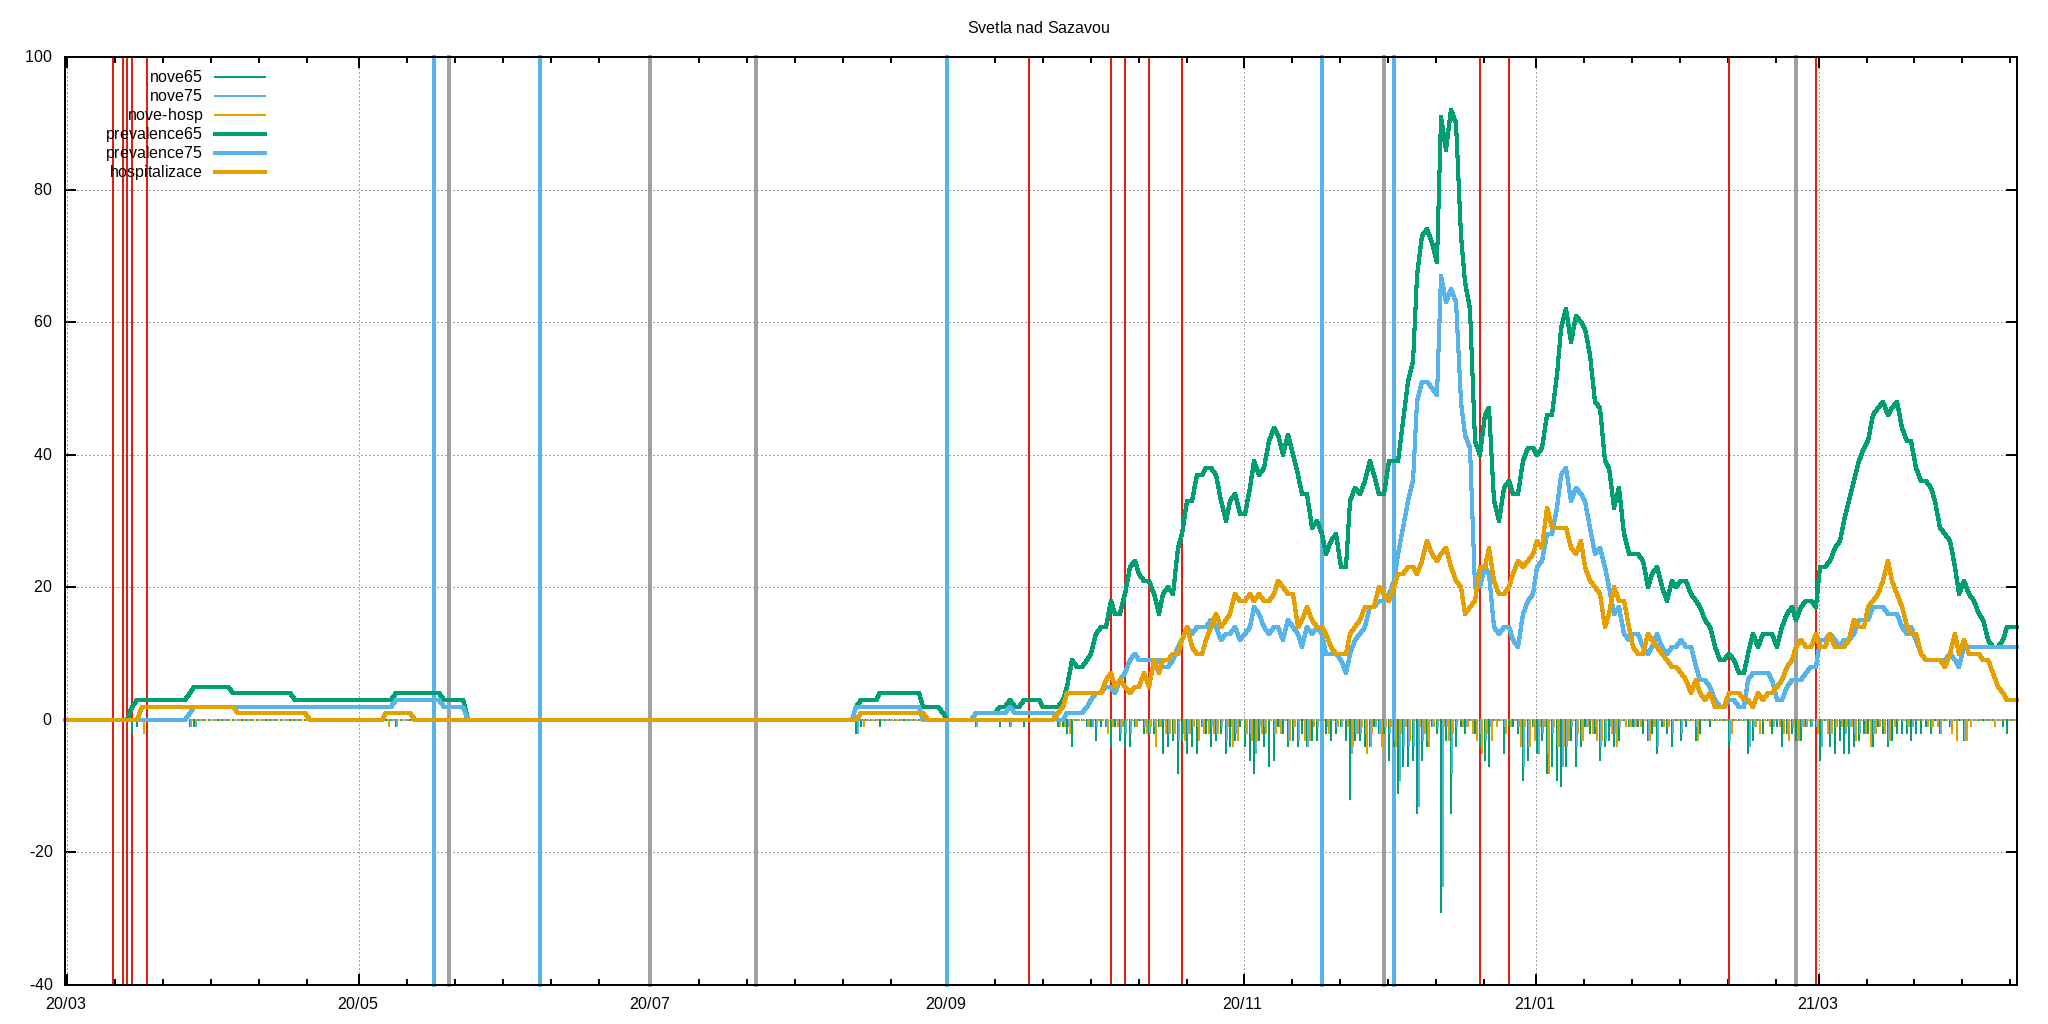 Svetla nad Sazavou
100
80
60
40
20
0
-20
-40
nove65
nove75
nove-hosp
prevalence65
prevalence75
hospitalizace
20/03 20/05 20/07 20/09 20/11 21/01 21/03